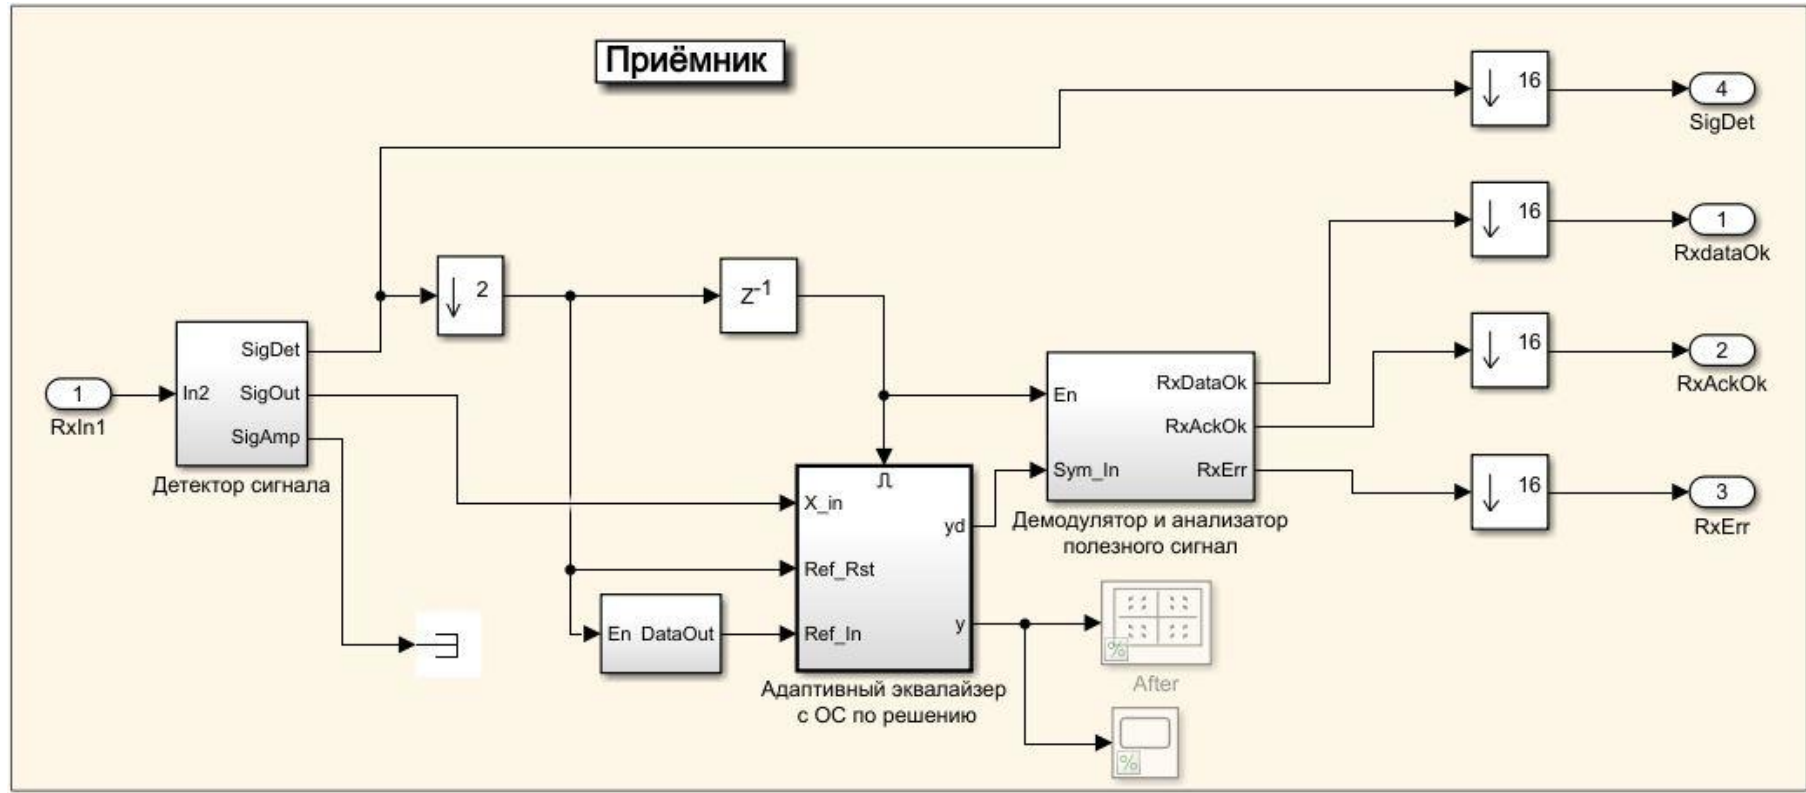 Приёмник
16
4
SigDet
16
1
RxdataOk
2
Z-1
SigDet
In2
SigOut
SigAmp
1
RxIn1
Детектор сигнала
16
2
RxAckOk
En
RxDataOk
RxAckOk
Sym_In
RxErr
Демодулятор и анализатор
полезного сигнал
16
3
RxErr
X_in
yd
Ref_Rst
Ref_In
y
Адаптивный эквалайзер
с ОС по решению
En DataOut
%
After
%